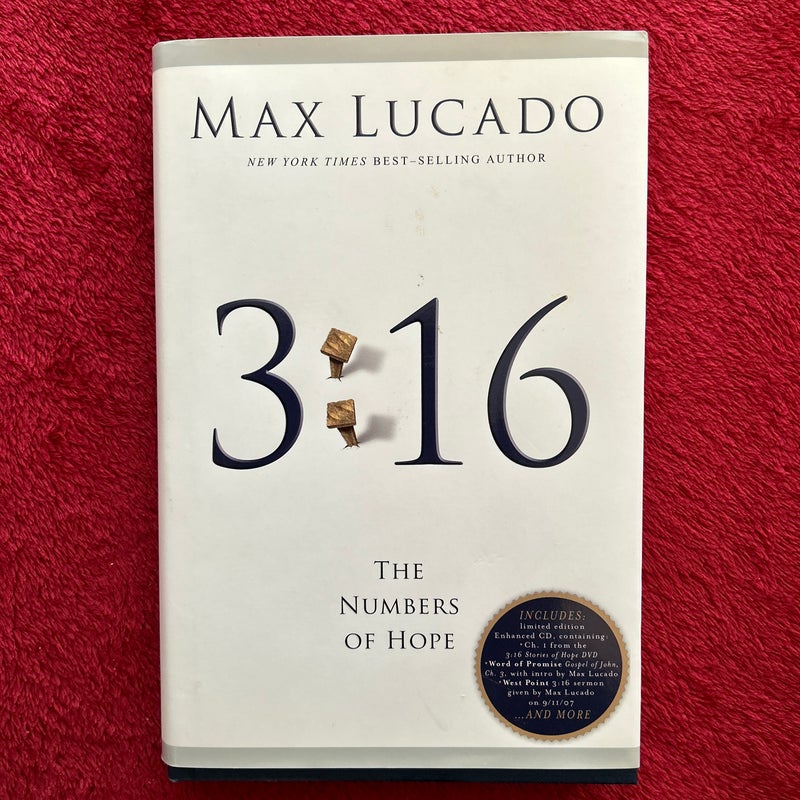 MAX LUCADO
NEW YORK TIMES BEST–SELLING AUTHOR
3:16
THE
NUMBERS
OF HOPE
INCLUDES:
limited edition
Enhanced CD, containing:
•Ch. 1 from the
3:16 Stories of Hope DVD
•Word of Promise Gospel of John,
Ch. 3, with intro by Max Lucado
•West Point 3:16 sermon
given by Max Lucado
on 9/11/07
...AND MORE